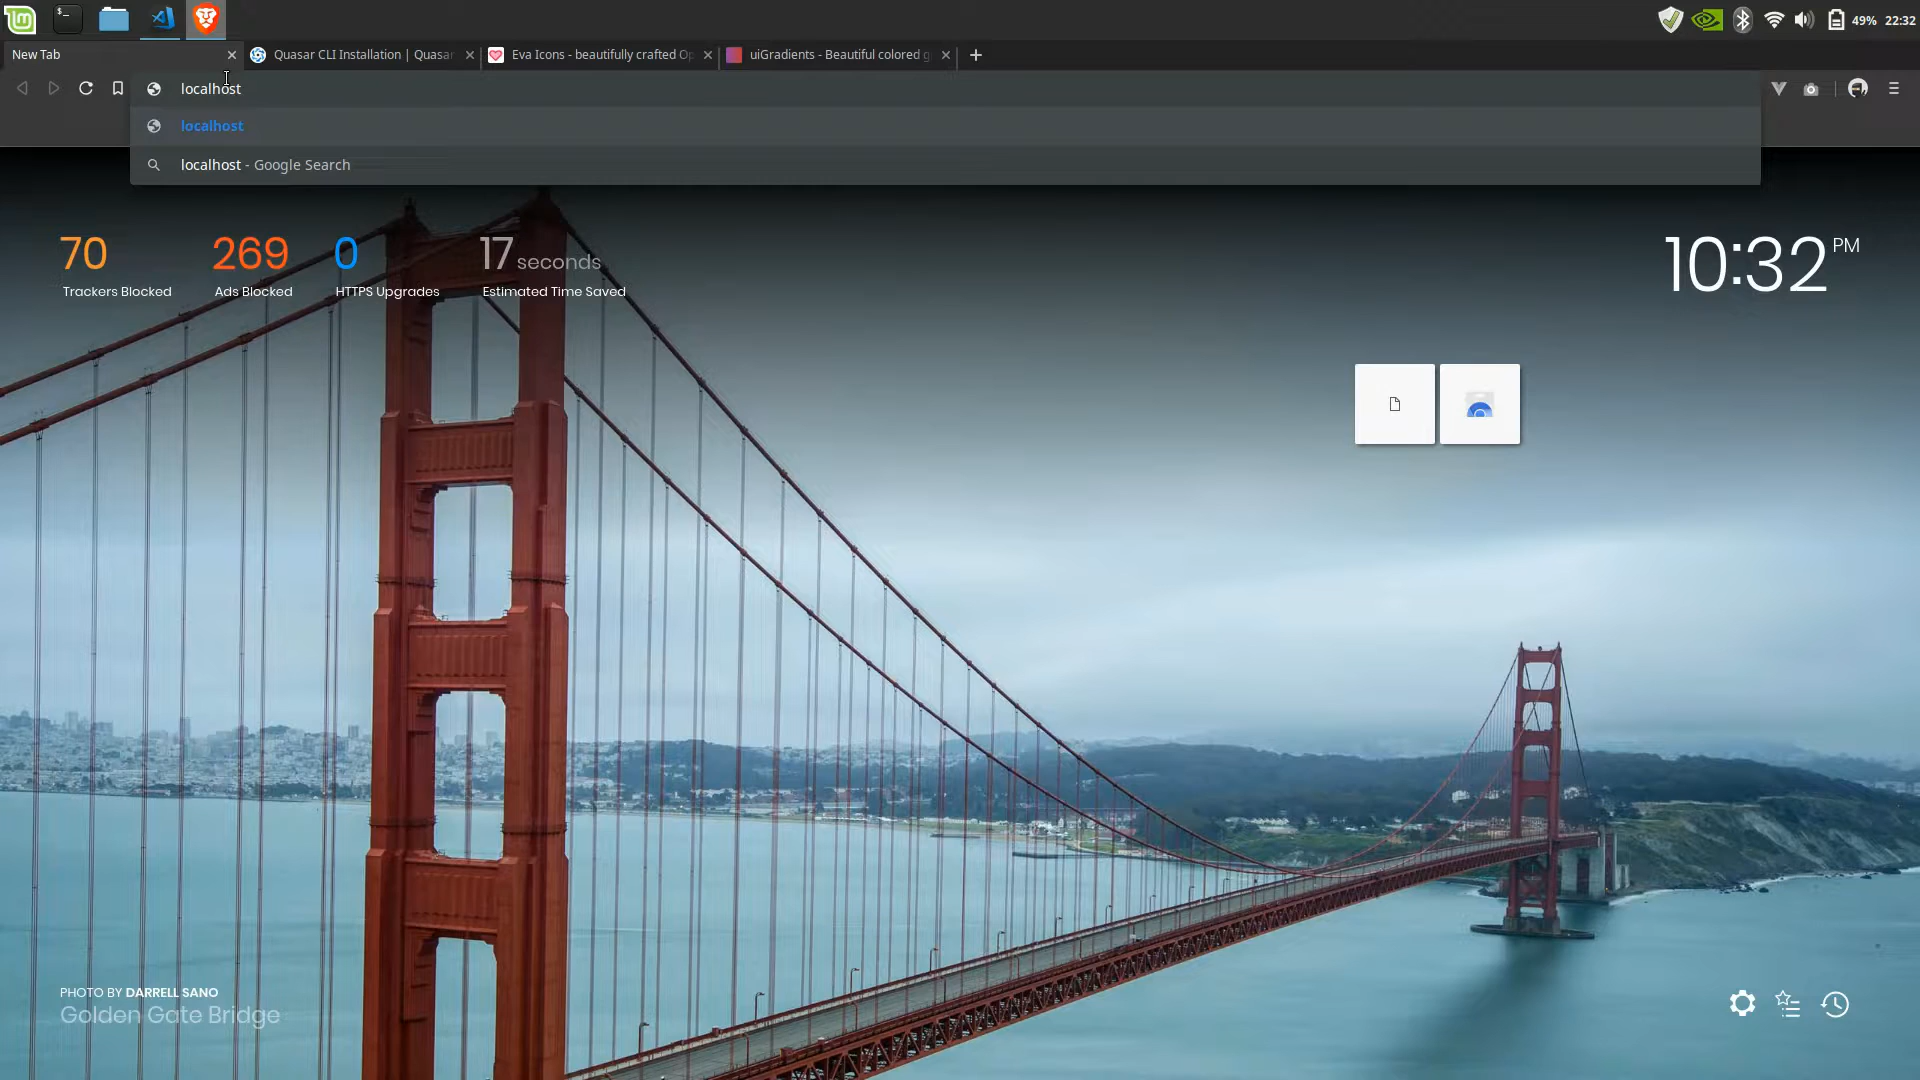 49% 22:32
New Tab
Quasar CLI Installation | Quasar
Eva Icons - beautifully crafted Op
uiGradients - Beautiful colored g
localhost
localhost
localhost - Google Search
70
Trackers Blocked
269
Ads Blocked
0
HTTPS Upgrades
17 seconds
Estimated Time Saved
10:32 PM
PHOTO BY DARRELL SANO
Golden Gate Bridge